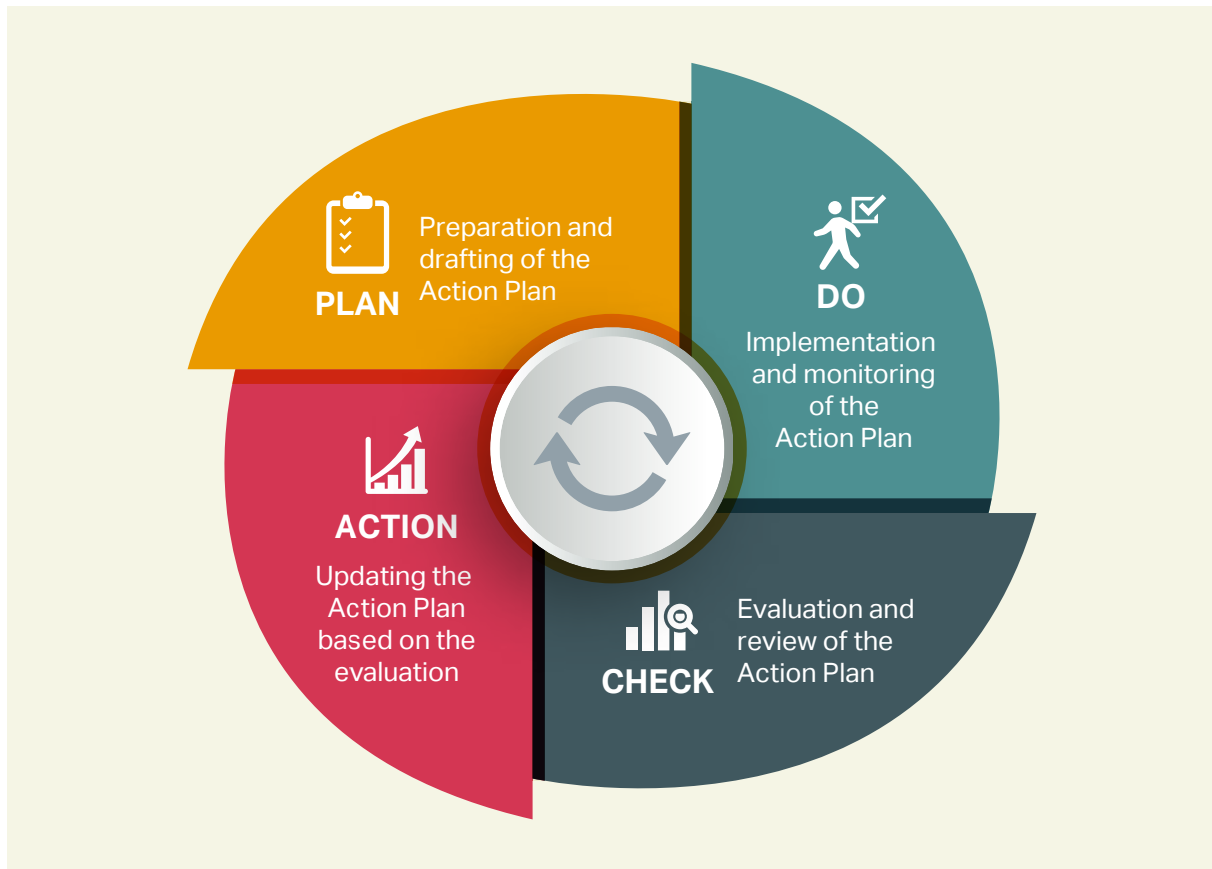 PLAN
Preparation and
drafting of the
Action Plan
DO
Implementation
and monitoring
of the
Action Plan
CHECK
Evaluation and
review of the
Action Plan
ACTION
Updating the
Action Plan
based on the
evaluation